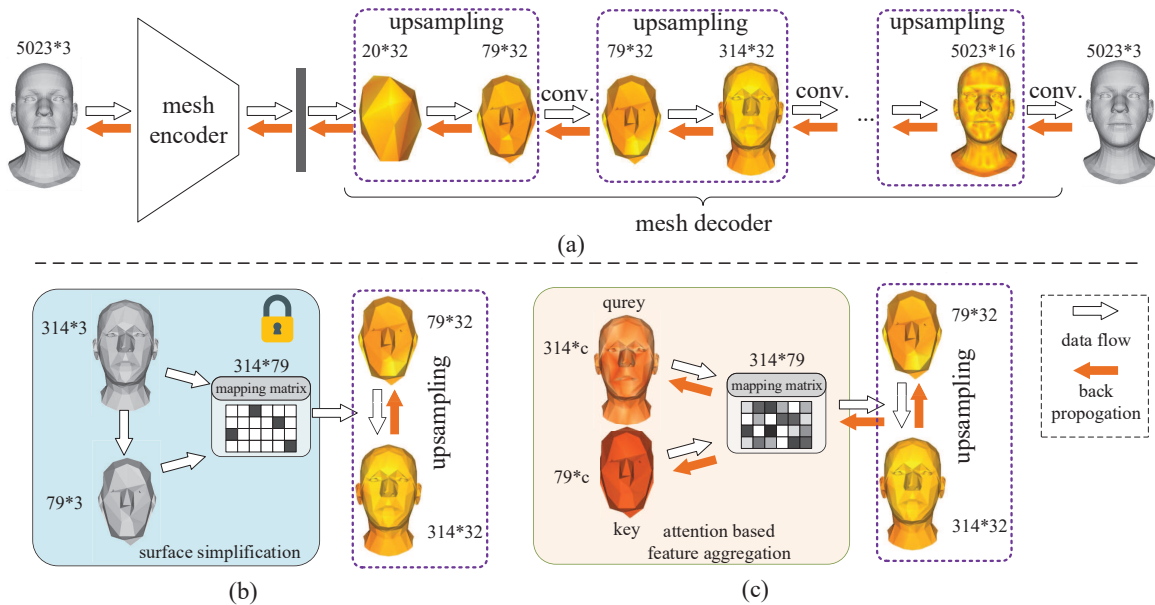 upsampling
upsampling
upsampling
5023*3
20*32
79*32
79*32
314*32
5023*16
5023*3
mesh
encoder
conv.
conv.
...
conv.
mesh decoder
(a)
314*3
79*3
314*79
mapping matrix
surface simplification
79*32
upsampling
314*32
(b)
qurey
314*c
79*c
key
314*79
mapping matrix
attention based
feature aggregation
79*32
upsampling
314*32
(c)
data flow
back
propogation